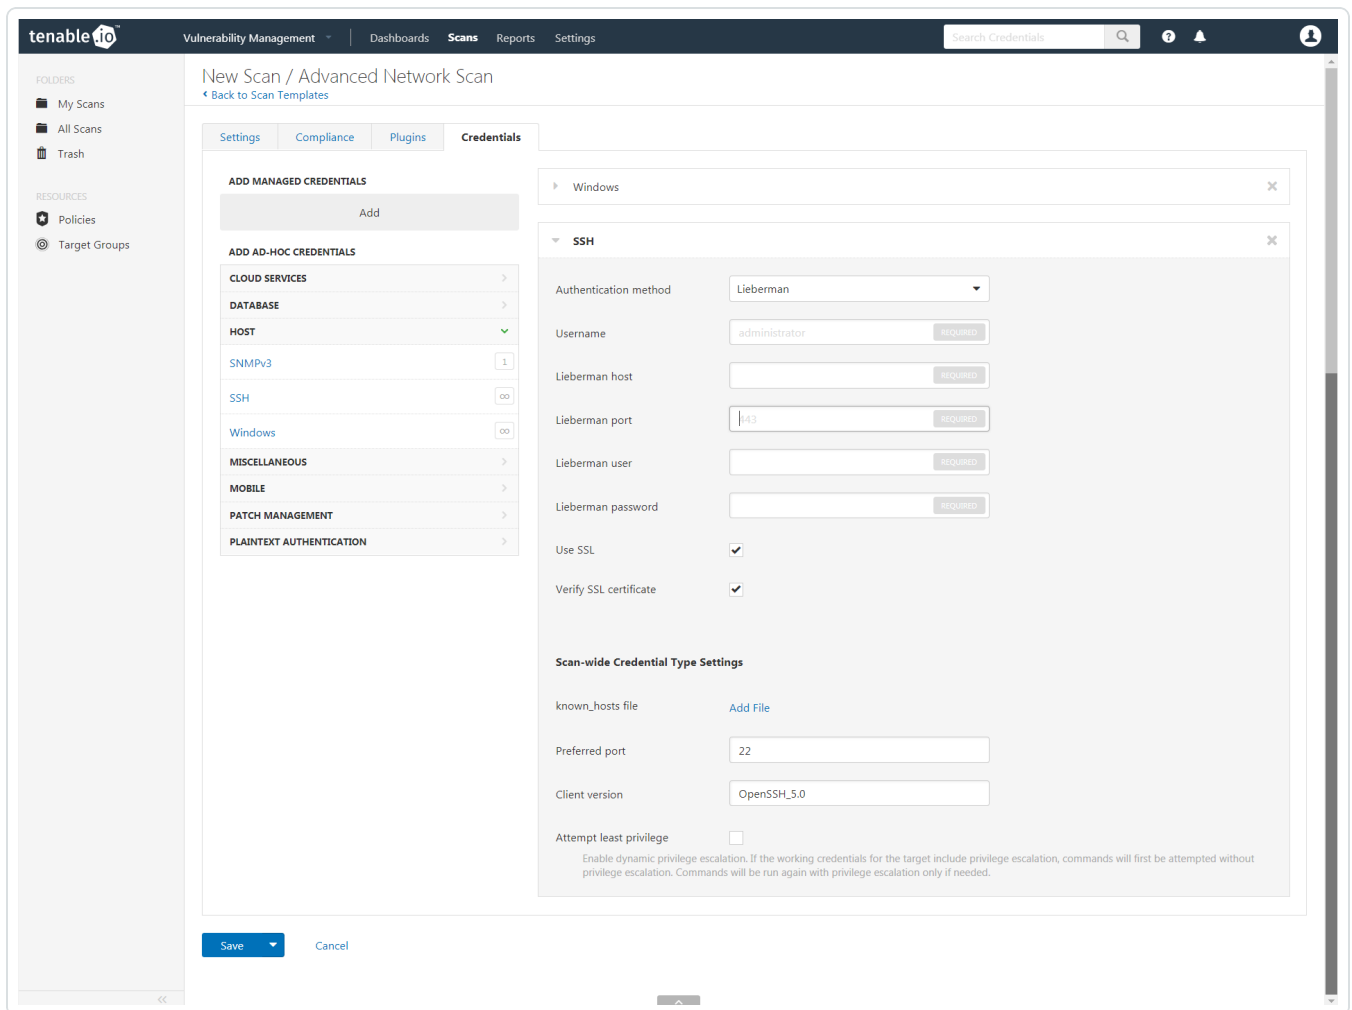 tenable.io™
Vulnerability Management
Dashboards
Scans
Reports
Settings
Search Credentials
FOLDERS
My Scans
All Scans
Trash
RESOURCES
Policies
Target Groups
New Scan / Advanced Network Scan
Back to Scan Templates
Settings
Compliance
Plugins
Credentials
ADD MANAGED CREDENTIALS
Add
ADD AD-HOC CREDENTIALS
CLOUD SERVICES
DATABASE
HOST
SNMPv3
1
SSH
∞
Windows
∞
MISCELLANEOUS
MOBILE
PATCH MANAGEMENT
PLAINTEXT AUTHENTICATION
Windows
SSH
Authentication method
Lieberman
Username
administrator
REQUIRED
Lieberman host
REQUIRED
Lieberman port
443
REQUIRED
Lieberman user
REQUIRED
Lieberman password
REQUIRED
Use SSL
Verify SSL certificate
Scan-wide Credential Type Settings
known_hosts file
Add File
Preferred port
22
Client version
OpenSSH_5.0
Attempt least privilege
Enable dynamic privilege escalation. If the working credentials for the target include privilege escalation, commands will first be attempted without
privilege escalation. Commands will be run again with privilege escalation only if needed.
Save
Cancel